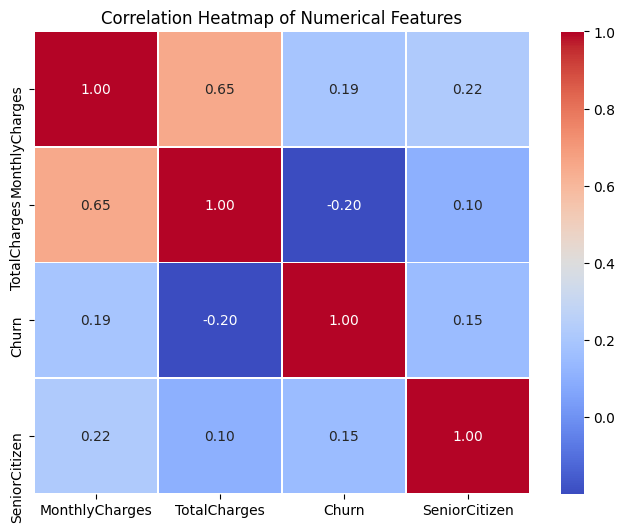 Correlation Heatmap of Numerical Features
MonthlyCharges 1.00 0.65 0.19 0.22
TotalCharges 0.65 1.00 -0.20 0.10
Churn 0.19 -0.20 1.00 0.15
SeniorCitizen 0.22 0.10 0.15 1.00
MonthlyCharges TotalCharges Churn SeniorCitizen
1.0
0.8
0.6
0.4
0.2
0.0